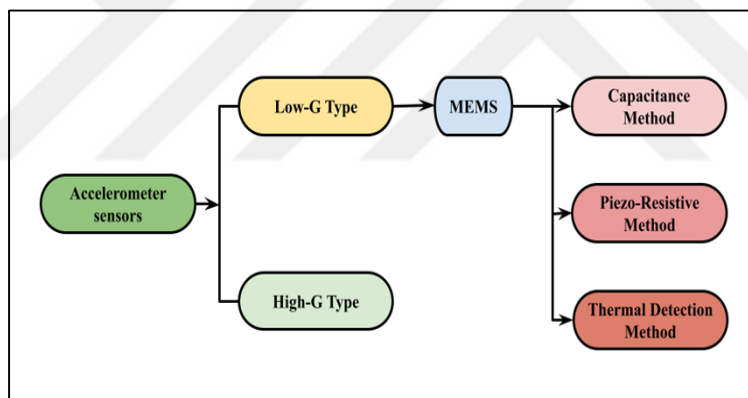 Low-G Type
MEMS
Capacitance
Method
Accelerometer
sensors
Piezo-Resistive
Method
High-G Type
Thermal Detection
Method